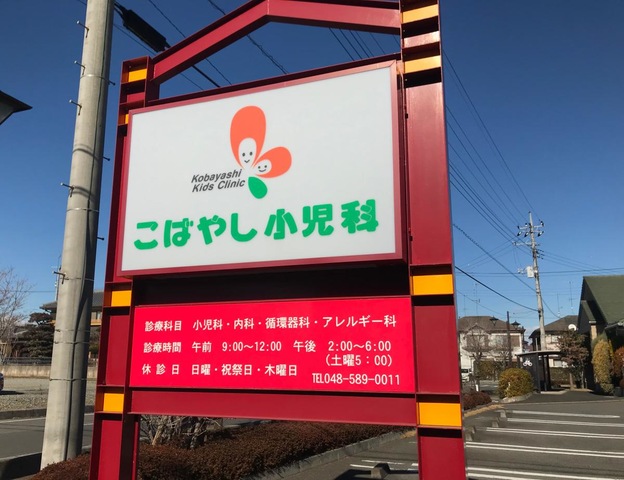 Kobayashi
Kids Clinic
こばやし小児科
診療科目 小児科・内科・循環器科・アレルギー科
診療時間 午前 9:00〜12:00 午後 2:00〜6:00
(土曜5:00)
休診日 日曜・祝祭日・木曜日 TEL048-589-0011